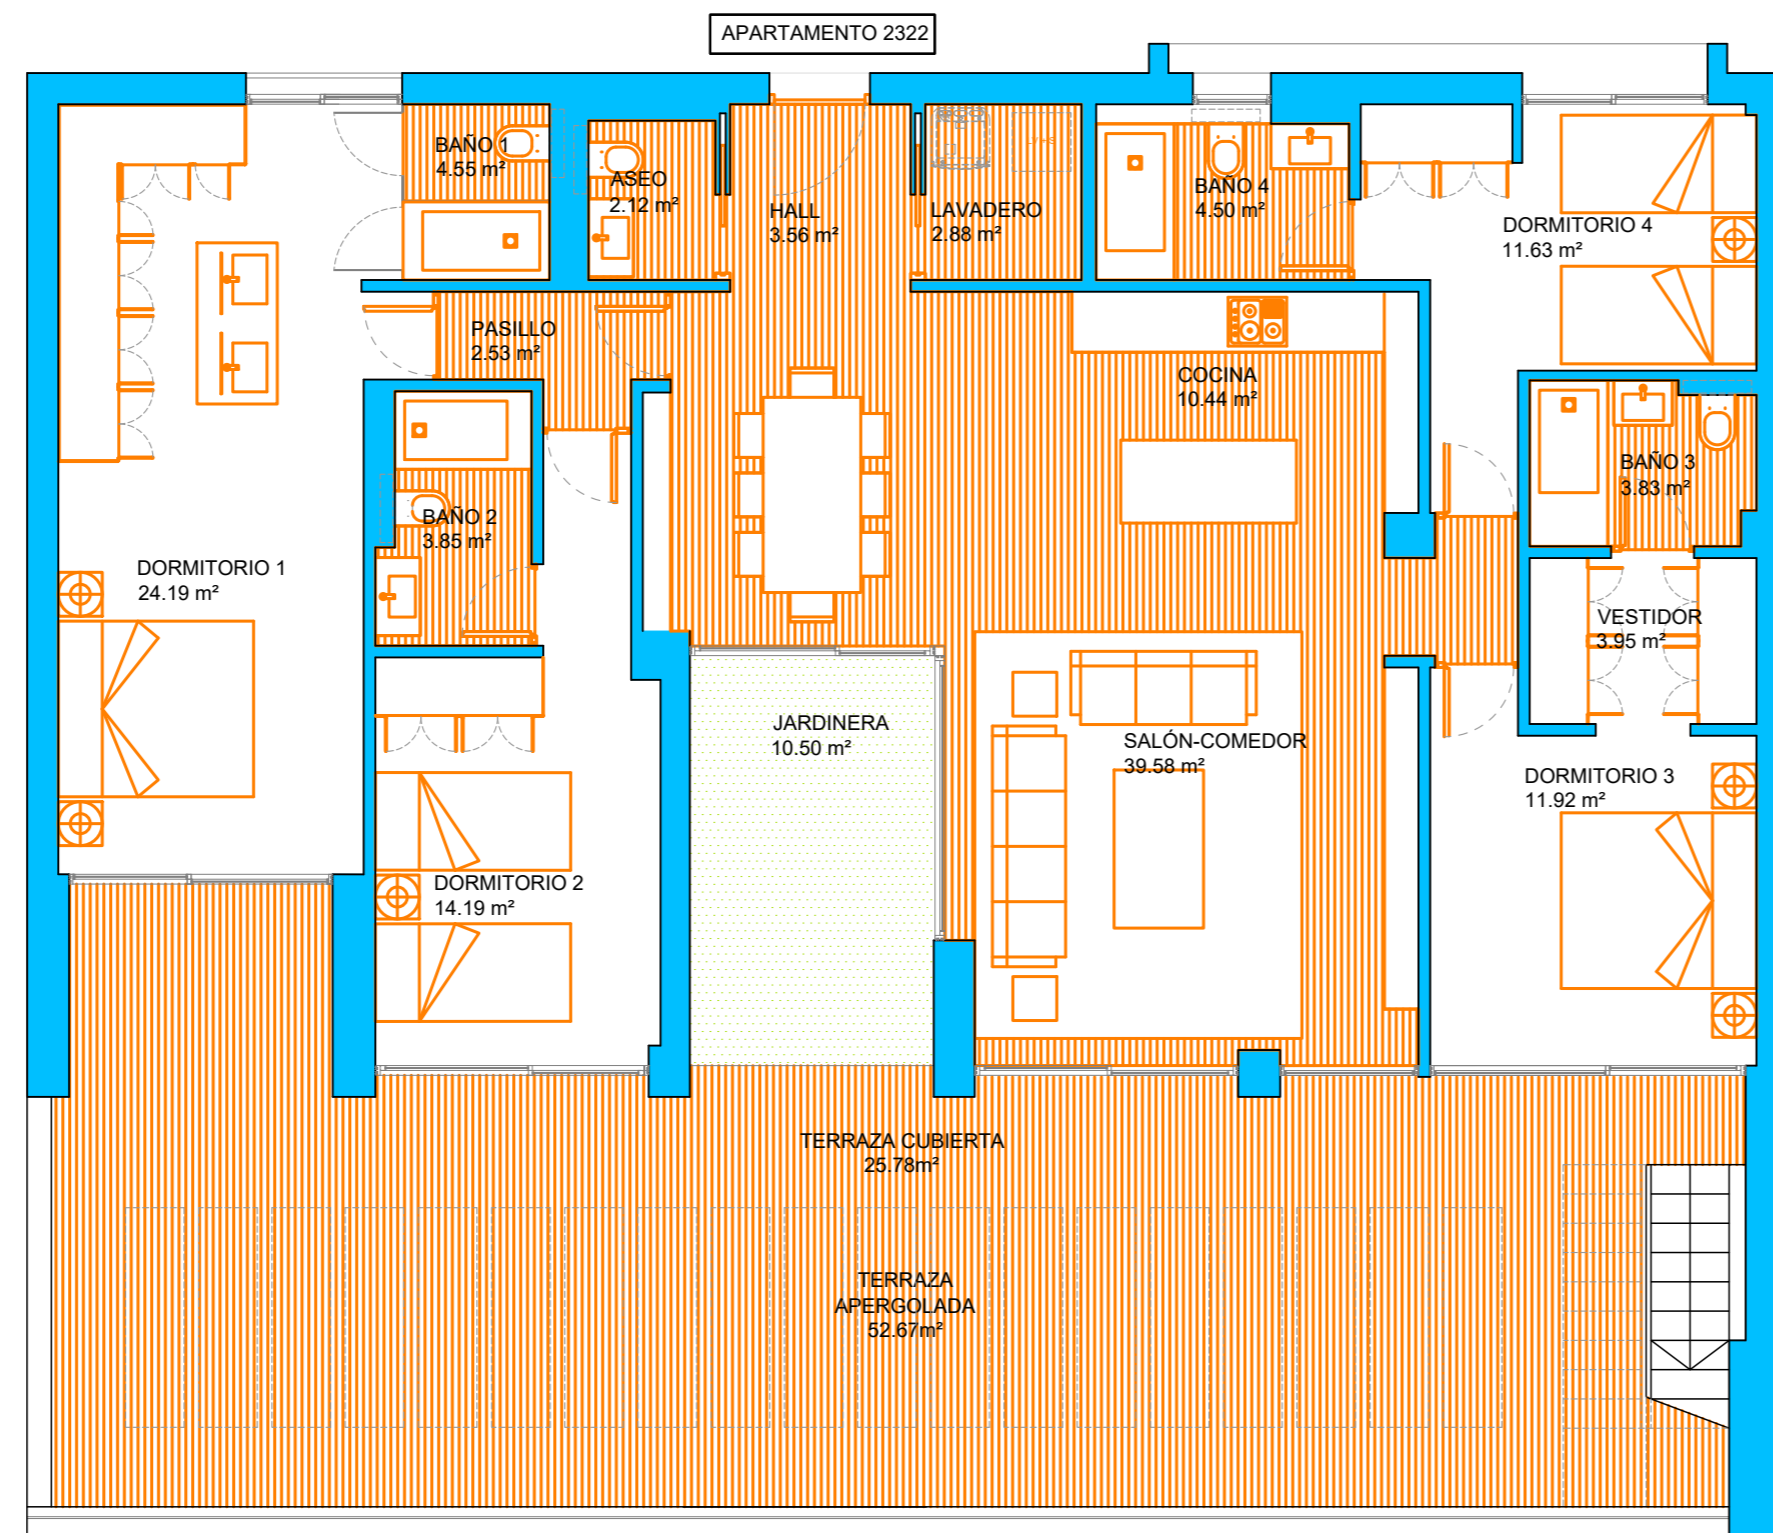 APARTAMENTO 2322
BAÑO 1
4.55 m²
ASEO
2.12 m²
HALL
3.56 m²
LAVADERO
2.88 m²
BAÑO 4
4.50 m²
DORMITORIO 4
11.63 m²
PASILLO
2.53 m²
COCINA
10.44 m²
BAÑO 3
3.83 m²
BAÑO 2
3.85 m²
DORMITORIO 1
24.19 m²
VESTIDOR
3.95 m²
JARDINERA
10.50 m²
SALÓN-COMEDOR
39.58 m²
DORMITORIO 3
11.92 m²
DORMITORIO 2
14.19 m²
TERRAZA CUBIERTA
25.78m²
TERRAZA
APERGOLADA
52.67m²